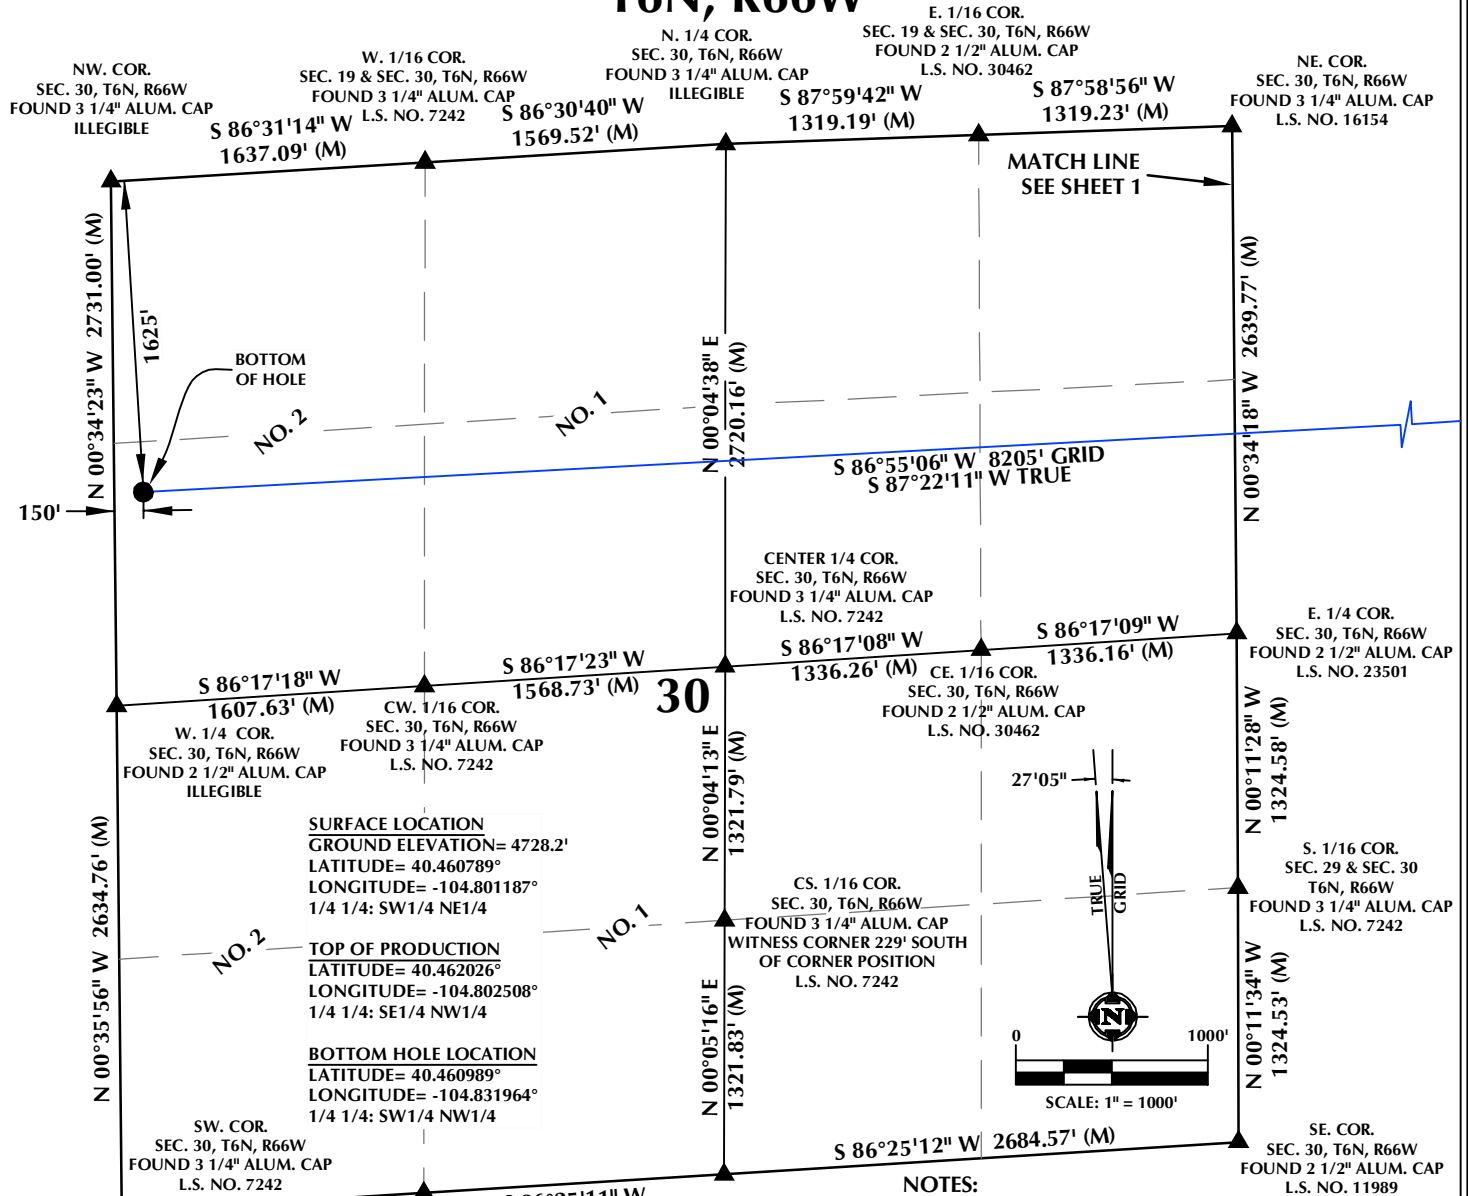 T6N, R66W
NW. COR.
SEC. 30, T6N, R66W
FOUND 3 1/4" ALUM. CAP
ILLEGIBLE
W. 1/16 COR.
SEC. 19 & SEC. 30, T6N, R66W
FOUND 3 1/4" ALUM. CAP
L.S. NO. 7242
N. 1/4 COR.
SEC. 30, T6N, R66W
FOUND 3 1/4" ALUM. CAP
ILLEGIBLE
E. 1/16 COR.
SEC. 19 & SEC. 30, T6N, R66W
FOUND 2 1/2" ALUM. CAP
L.S. NO. 30462
NE. COR.
SEC. 30, T6N, R66W
FOUND 3 1/4" ALUM. CAP
L.S. NO. 16154
S 86°31'14" W
1637.09' (M)
S 86°30'40" W
1569.52' (M)
S 87°59'42" W
1319.19' (M)
S 87°58'56" W
1319.23' (M)
MATCH LINE
SEE SHEET 1
N 00°34'23" W 2731.00' (M)
1625'
BOTTOM
OF HOLE
NO. 2
NO. 1
N 00°04'38" E
2720.16' (M)
N 00°34'18" W 2639.77' (M)
S 86°55'06" W 8205' GRID
S 87°22'11" W TRUE
150'
CENTER 1/4 COR.
SEC. 30, T6N, R66W
FOUND 3 1/4" ALUM. CAP
L.S. NO. 7242
S 86°17'18" W
1607.63' (M)
S 86°17'23" W
1568.73' (M)
30
S 86°17'08" W
1336.26' (M)
S 86°17'09" W
1336.16' (M)
E. 1/4 COR.
SEC. 30, T6N, R66W
FOUND 2 1/2" ALUM. CAP
L.S. NO. 23501
W. 1/4 COR.
SEC. 30, T6N, R66W
FOUND 2 1/2" ALUM. CAP
ILLEGIBLE
CW. 1/16 COR.
SEC. 30, T6N, R66W
FOUND 3 1/4" ALUM. CAP
L.S. NO. 7242
CE. 1/16 COR.
SEC. 30, T6N, R66W
FOUND 2 1/2" ALUM. CAP
L.S. NO. 30462
N 00°04'13" E
1321.79' (M)
N 00°11'28" W
1324.58' (M)
27'05"
TRUE
GRID
N
N 00°35'56" W 2634.76' (M)
SURFACE LOCATION
GROUND ELEVATION= 4728.2'
LATITUDE= 40.460789°
LONGITUDE= -104.801187°
1/4 1/4: SW1/4 NE1/4
TOP OF PRODUCTION
LATITUDE= 40.462026°
LONGITUDE= -104.802508°
1/4 1/4: SE1/4 NW1/4
BOTTOM HOLE LOCATION
LATITUDE= 40.460989°
LONGITUDE= -104.831964°
1/4 1/4: SW1/4 NW1/4
NO. 2
NO. 1
CS. 1/16 COR.
SEC. 30, T6N, R66W
FOUND 3 1/4" ALUM. CAP
WITNESS CORNER 229' SOUTH
OF CORNER POSITION
L.S. NO. 7242
S. 1/16 COR.
SEC. 29 & SEC. 30
T6N, R66W
FOUND 3 1/4" ALUM. CAP
L.S. NO. 7242
N 00°05'16" E
1321.83' (M)
N 00°11'34" W
1324.53' (M)
0 1000'
SCALE: 1" = 1000'
SW. COR.
SEC. 30, T6N, R66W
FOUND 3 1/4" ALUM. CAP
L.S. NO. 7242
S 86°25'12" W 2684.57' (M)
SE. COR.
SEC. 30, T6N, R66W
FOUND 2 1/2" ALUM. CAP
L.S. NO. 11989
NOTES: